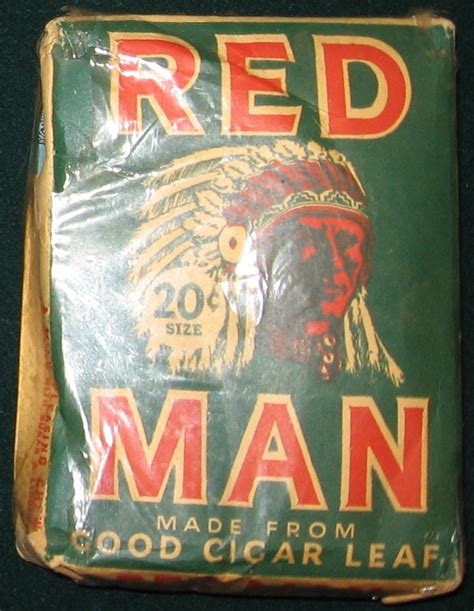 RED
20¢
SIZE
MAN
MADE FROM
GOOD CIGAR LEAF